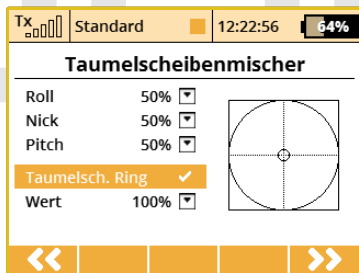 Tx Standard 12:22:56 64%
Taumelscheibenmischer
Roll 50%
Nick 50%
Pitch 50%
Taumelsch. Ring ✓
Wert 100%